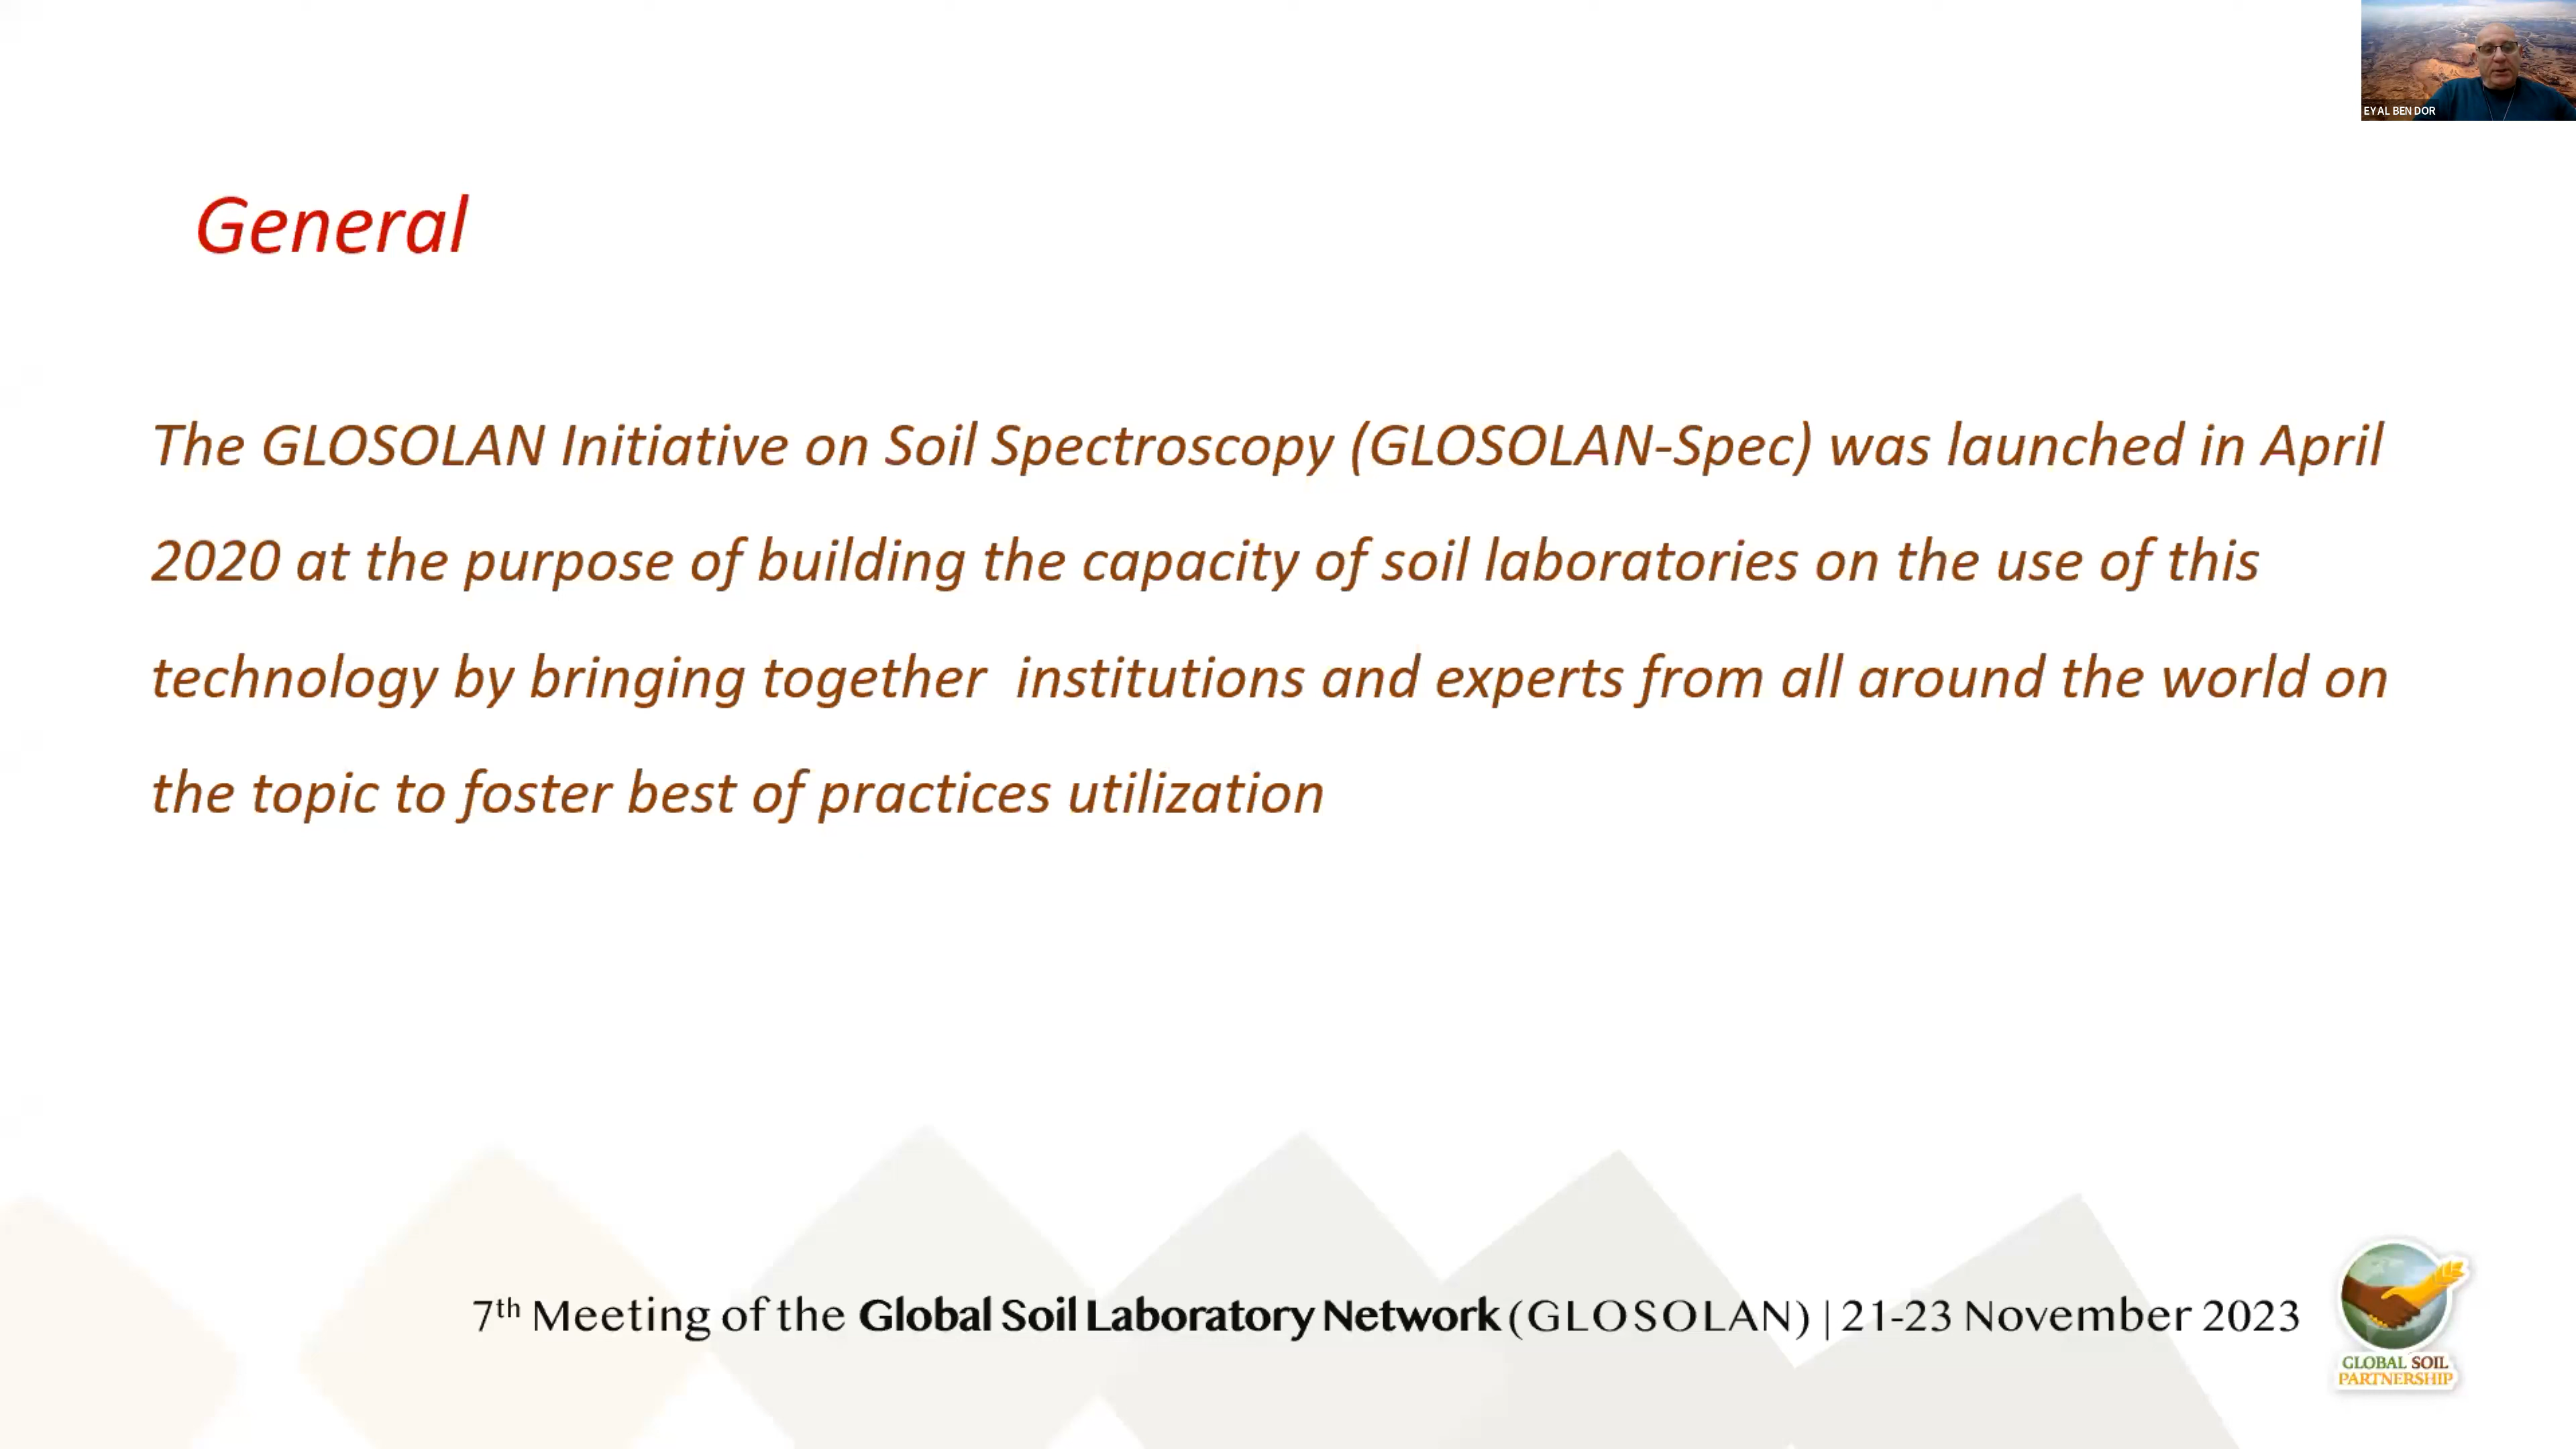 EYAL BEN DOR
General
The GLOSOLAN Initiative on Soil Spectroscopy (GLOSOLAN-Spec) was launched in April
2020 at the purpose of building the capacity of soil laboratories on the use of this
technology by bringing together  institutions and experts from all around the world on
the topic to foster best of practices utilization
7th Meeting of the Global Soil Laboratory Network (GLOSOLAN) | 21-23 November 2023
GLOBAL SOIL
PARTNERSHIP